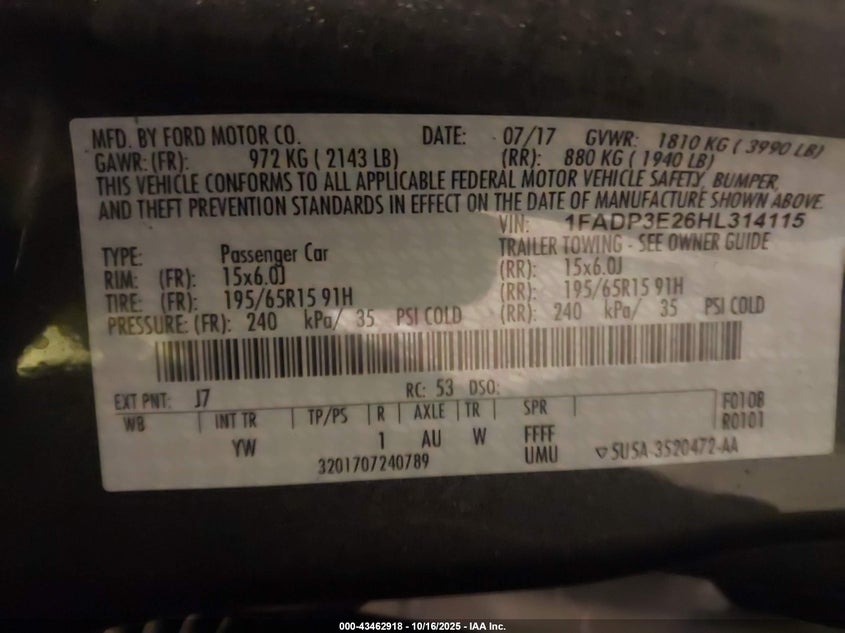 MFD. BY FORD MOTOR CO. DATE: 07/17 GVWR: 1810 KG ( 3990 LB)
GAWR: (FR): 972 KG ( 2143 LB) (RR): 880 KG ( 1940 LB)
THIS VEHICLE CONFORMS TO ALL APPLICABLE FEDERAL MOTOR VEHICLE SAFETY, BUMPER,
AND THEFT PREVENTION STANDARDS IN EFFECT ON THE DATE OF MANUFACTURE SHOWN ABOVE.
VIN: 1FADP3E26HL314115
TYPE: Passenger Car TRAILER TOWING - SEE OWNER GUIDE
RIM: (FR): 15x6.0J (RR): 15x6.0J
TIRE: (FR): 195/65R15 91H (RR): 195/65R15 91H
PRESSURE: (FR): 240 kPa/ 35 PSI COLD (RR): 240 kPa/ 35 PSI COLD
EXT PNT: J7 RC: 53 DSO: F0108
WB INT TR TP/PS R AXLE TR SPR R0101
YW 1 AU W FFFF
3201707240789 UMU ▽5U5A-3520472-AA
000-43462918 - 10/16/2025 - IAA Inc.